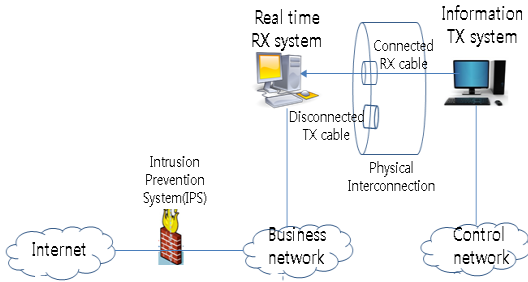 Real time
RX system
Information
TX system
Connected
RX cable
Disconnected
TX cable
Physical
Interconnection
Intrusion
Prevention
System(IPS)
Internet
Business
network
Control
network